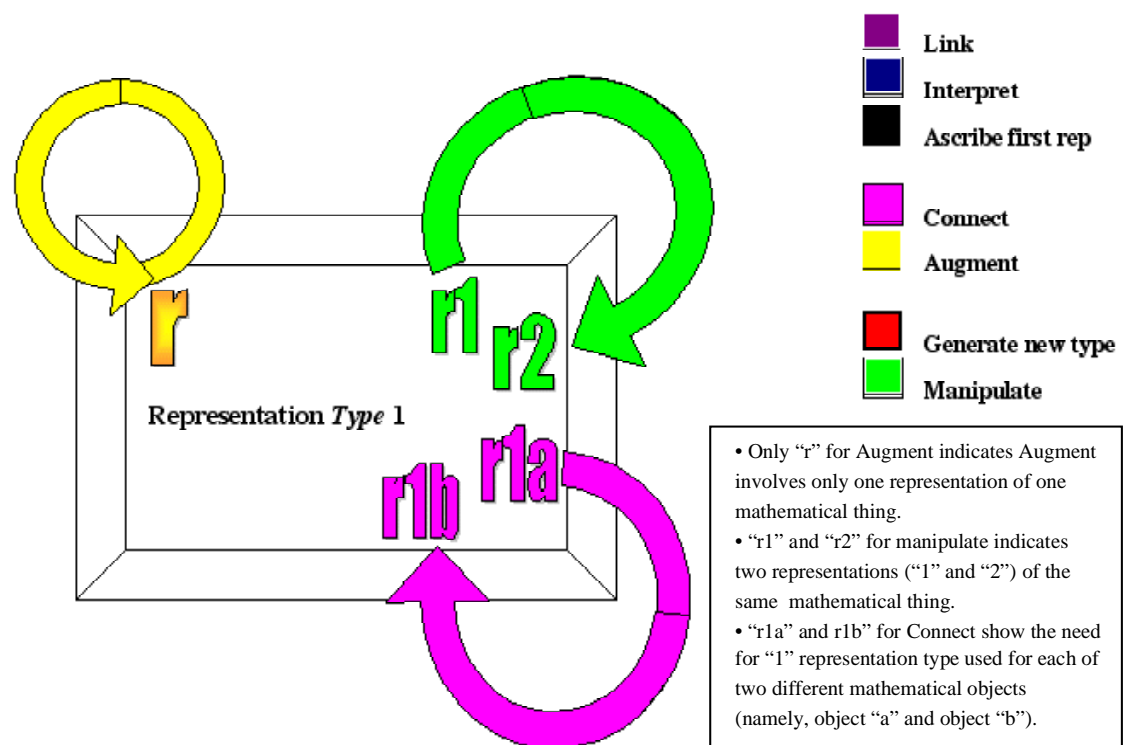 Link
Interpret
Ascribe first rep
Connect
Augment
Generate new type
Manipulate
r
r1
r2
Representation Type 1
r1a
r1b
• Only “r” for Augment indicates Augment
involves only one representation of one
mathematical thing.
• “r1” and “r2” for manipulate indicates
two representations (“1” and “2”) of the
same mathematical thing.
• “r1a” and r1b” for Connect show the need
for “1” representation type used for each of
two different mathematical objects
(namely, object “a” and object “b”).